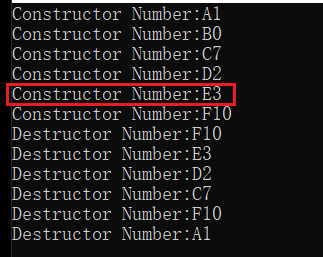 Constructor Number:A1
Constructor Number:B0
Constructor Number:C7
Constructor Number:D2
Constructor Number:E3
Constructor Number:F10
Destructor Number:F10
Destructor Number:E3
Destructor Number:D2
Destructor Number:C7
Destructor Number:F10
Destructor Number:A1